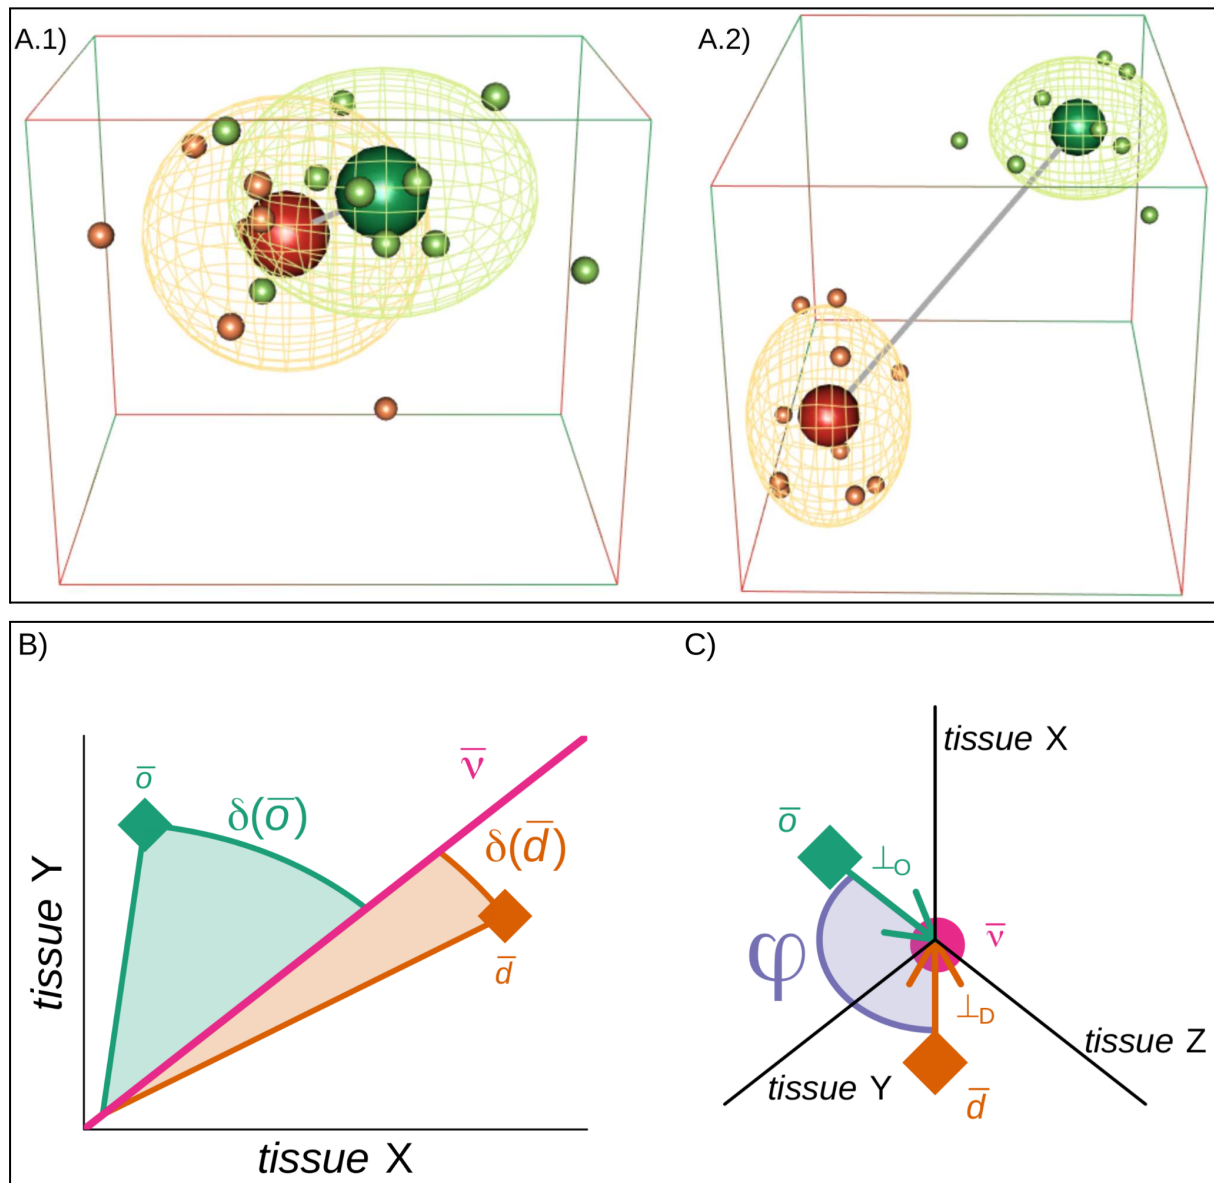 A.1)
A.2)
B)
o̅
δ(o̅)
ν̅
δ(d̅)
d̅
tissue Y
tissue X
C)
tissue X
o̅
⊥O
φ
ν̅
⊥D
tissue Z
tissue Y
d̅